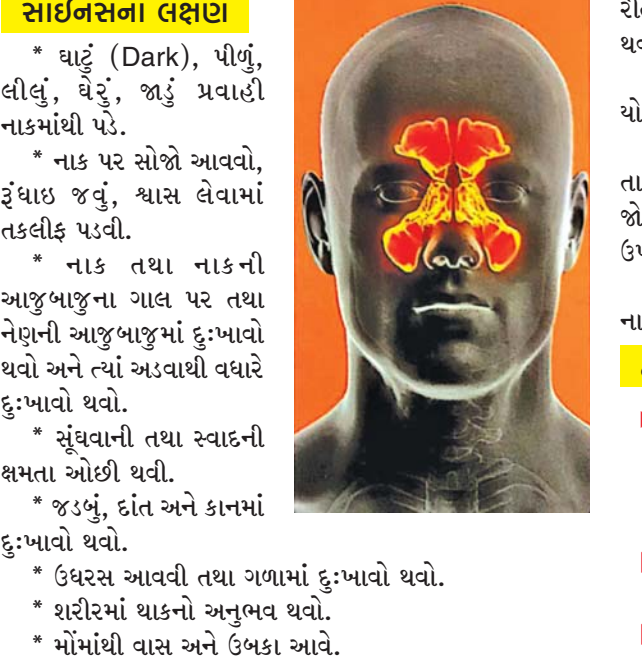 સાઈનસના લક્ષણ
* ઘાટું (Dark), પીળું,
લીલું, ઘેરું, જાડું પ્રવાહી
નાકમાંથી પડે.
* નાક પર સોજો આવવો,
રૂંધાઇ જવું, શ્વાસ લેવામાં
તકલીફ પડવી.
* નાક તથા નાકની
આજુબાજુના ગાલ પર તથા
નેણની આજુબાજુમાં દુઃખાવો
થવો અને ત્યાં અડવાથી વધારે
દુઃખાવો થવો.
* સૂંઘવાની તથા સ્વાદની
ક્ષમતા ઓછી થવી.
* જડબું, દાંત અને કાનમાં
દુઃખાવો થવો.
* ઉધરસ આવવી તથા ગળામાં દુઃખાવો થવો.
* શરીરમાં થાકનો અનુભવ થવો.
* મોંમાંથી વાસ અને ઉબકા આવે.